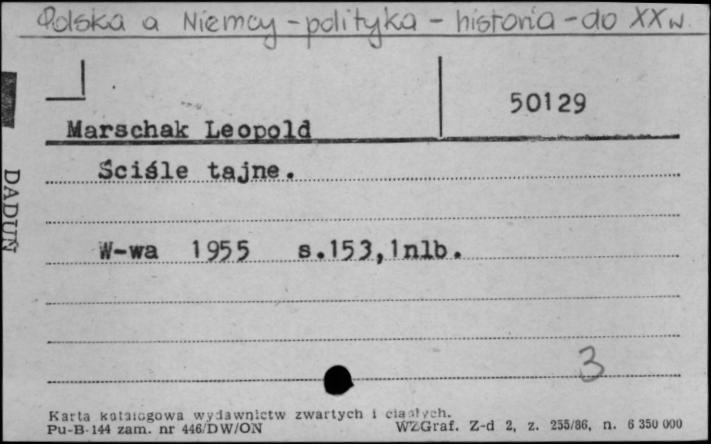 Polska a Niemcy - polityka - historia - do XX w.
50129
Marschak Leopold
Ściśle tajne.
W-wa 1955 s.153,1nlb.
3
Karta katalogowa wydawnictw zwartych i ciągłych.
Pu-B-144 zam. nr 446/DW/ON
WZGraf. Z-d 2, z. 255/86, n. 6 350 000
DADUŃ